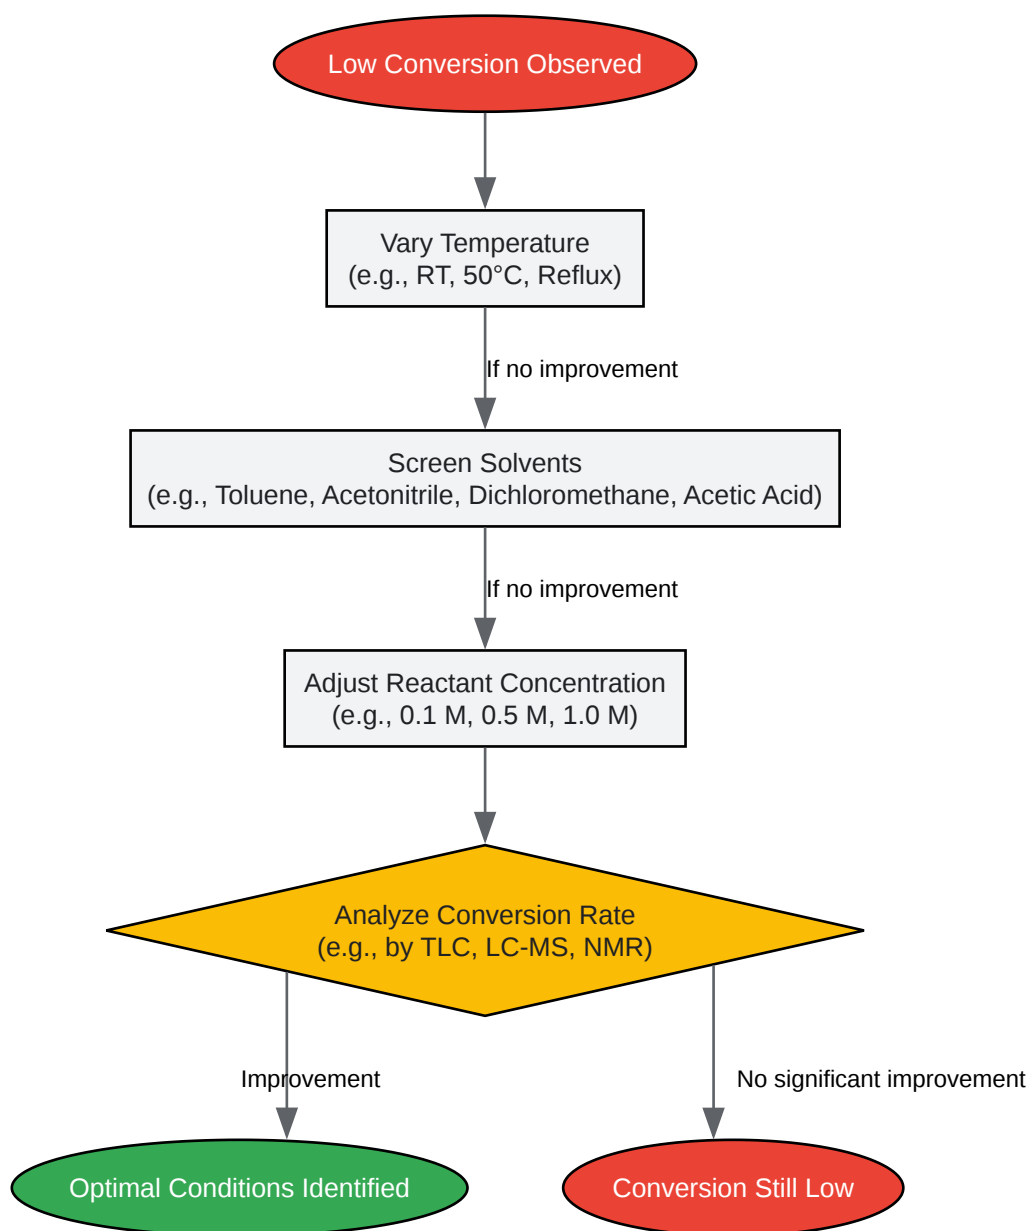 Low Conversion Observed
Vary Temperature
(e.g., RT, 50°C, Reflux)
If no improvement
Screen Solvents
(e.g., Toluene, Acetonitrile, Dichloromethane, Acetic Acid)
If no improvement
Adjust Reactant Concentration
(e.g., 0.1 M, 0.5 M, 1.0 M)
Analyze Conversion Rate
(e.g., by TLC, LC-MS, NMR)
Improvement
No significant improvement
Optimal Conditions Identified
Conversion Still Low